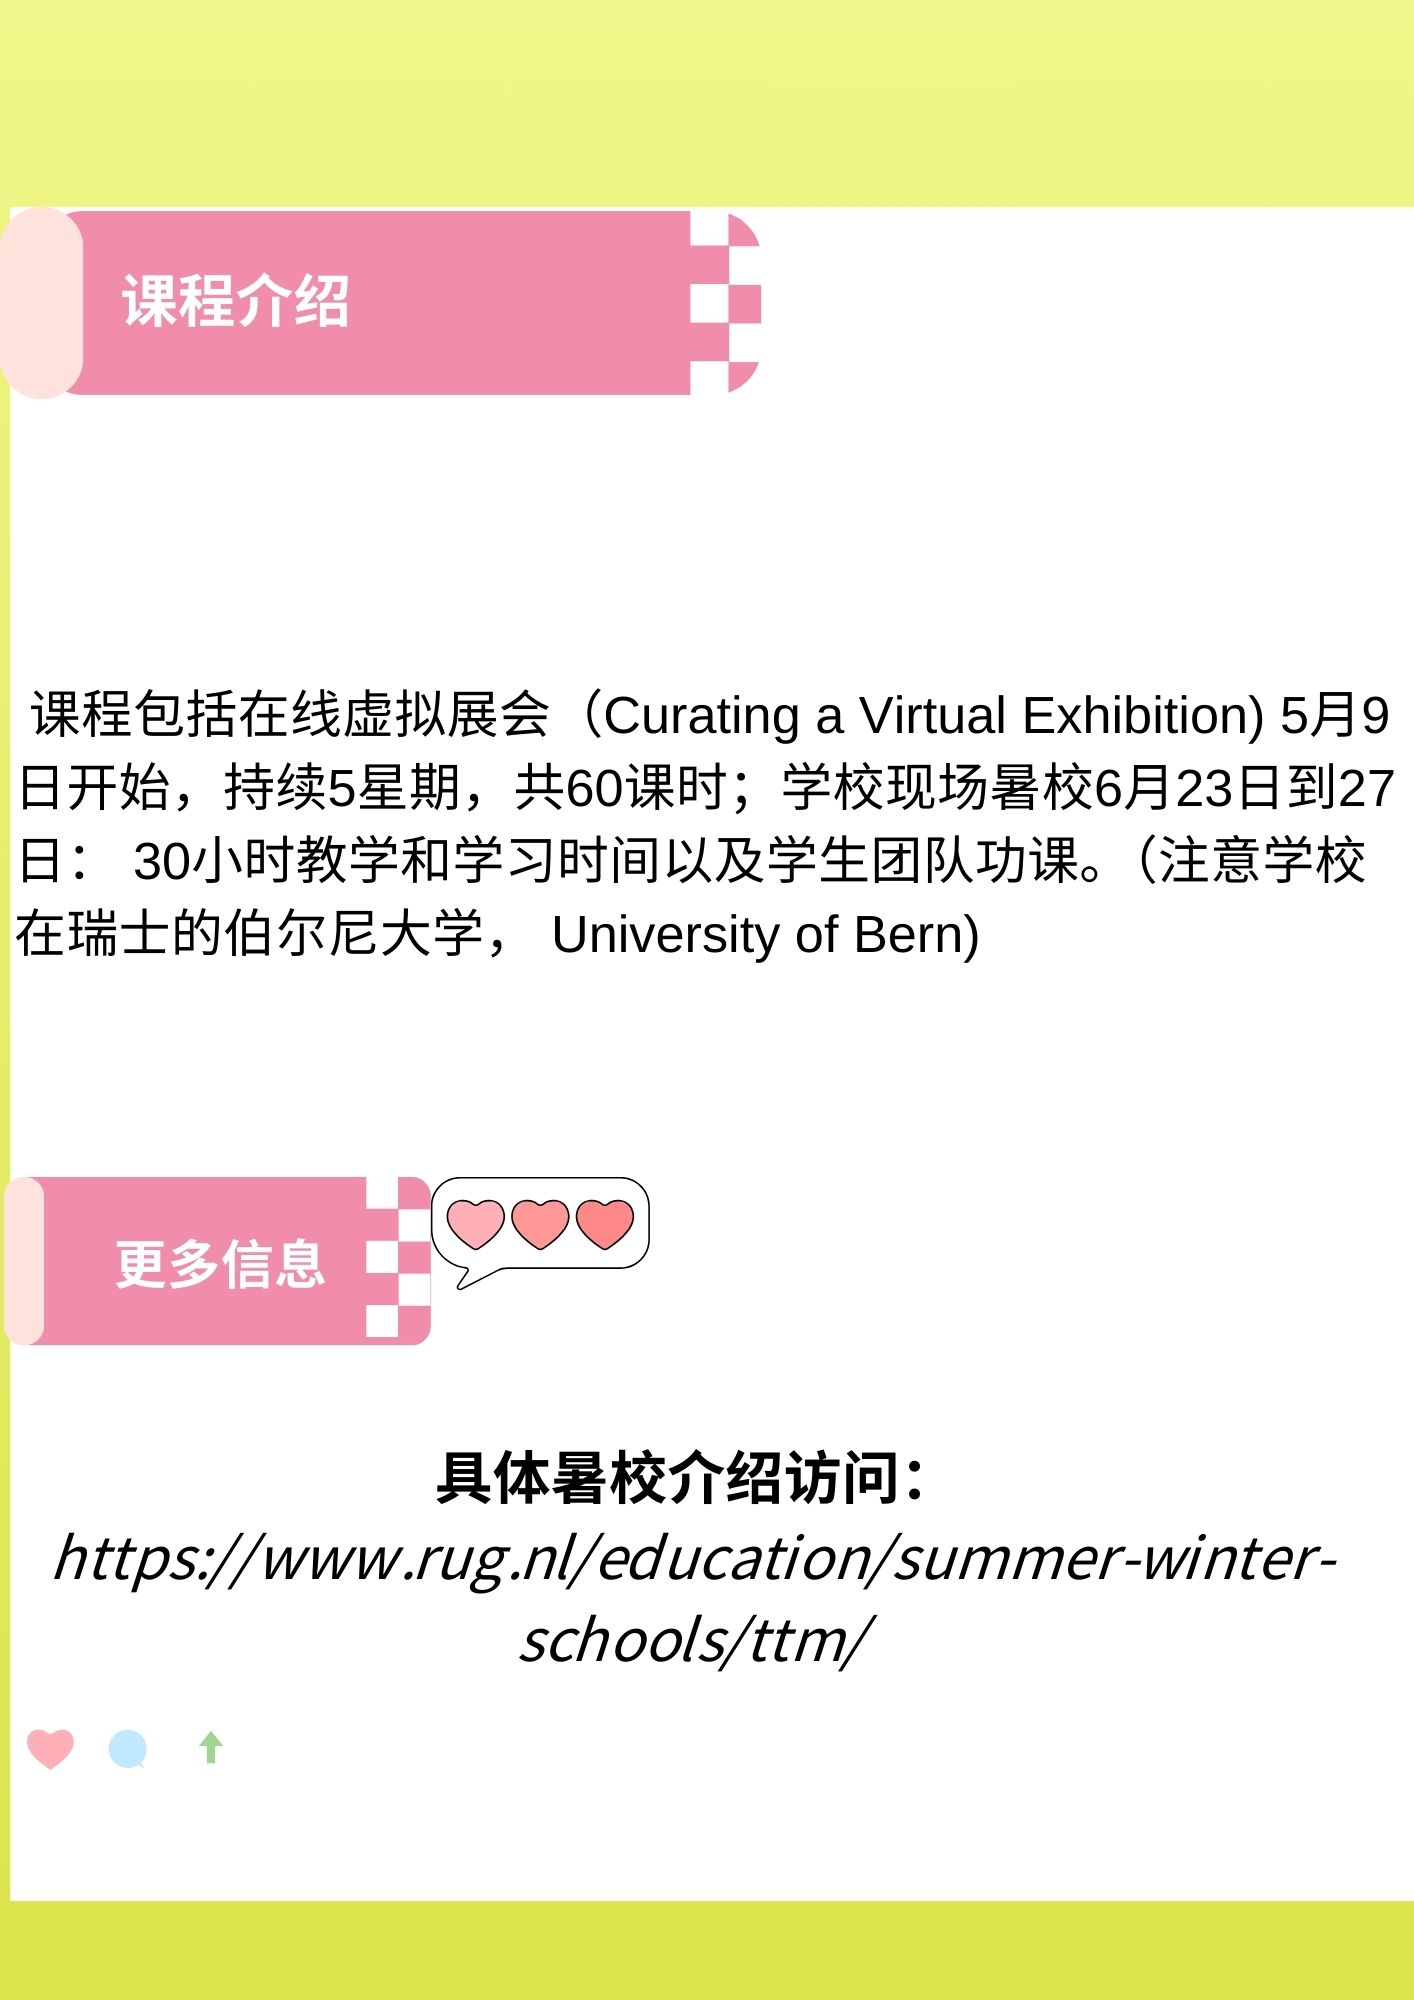 课程介绍
课程包括在线虚拟展会（Curating a Virtual Exhibition) 5月9
日开始，持续5星期，共60课时；学校现场暑校6月23日到27
日： 30小时教学和学习时间以及学生团队功课。（注意学校
在瑞士的伯尔尼大学， University of Bern)
更多信息
具体暑校介绍访问：
https://www.rug.nl/education/summer-winter-
schools/ttm/